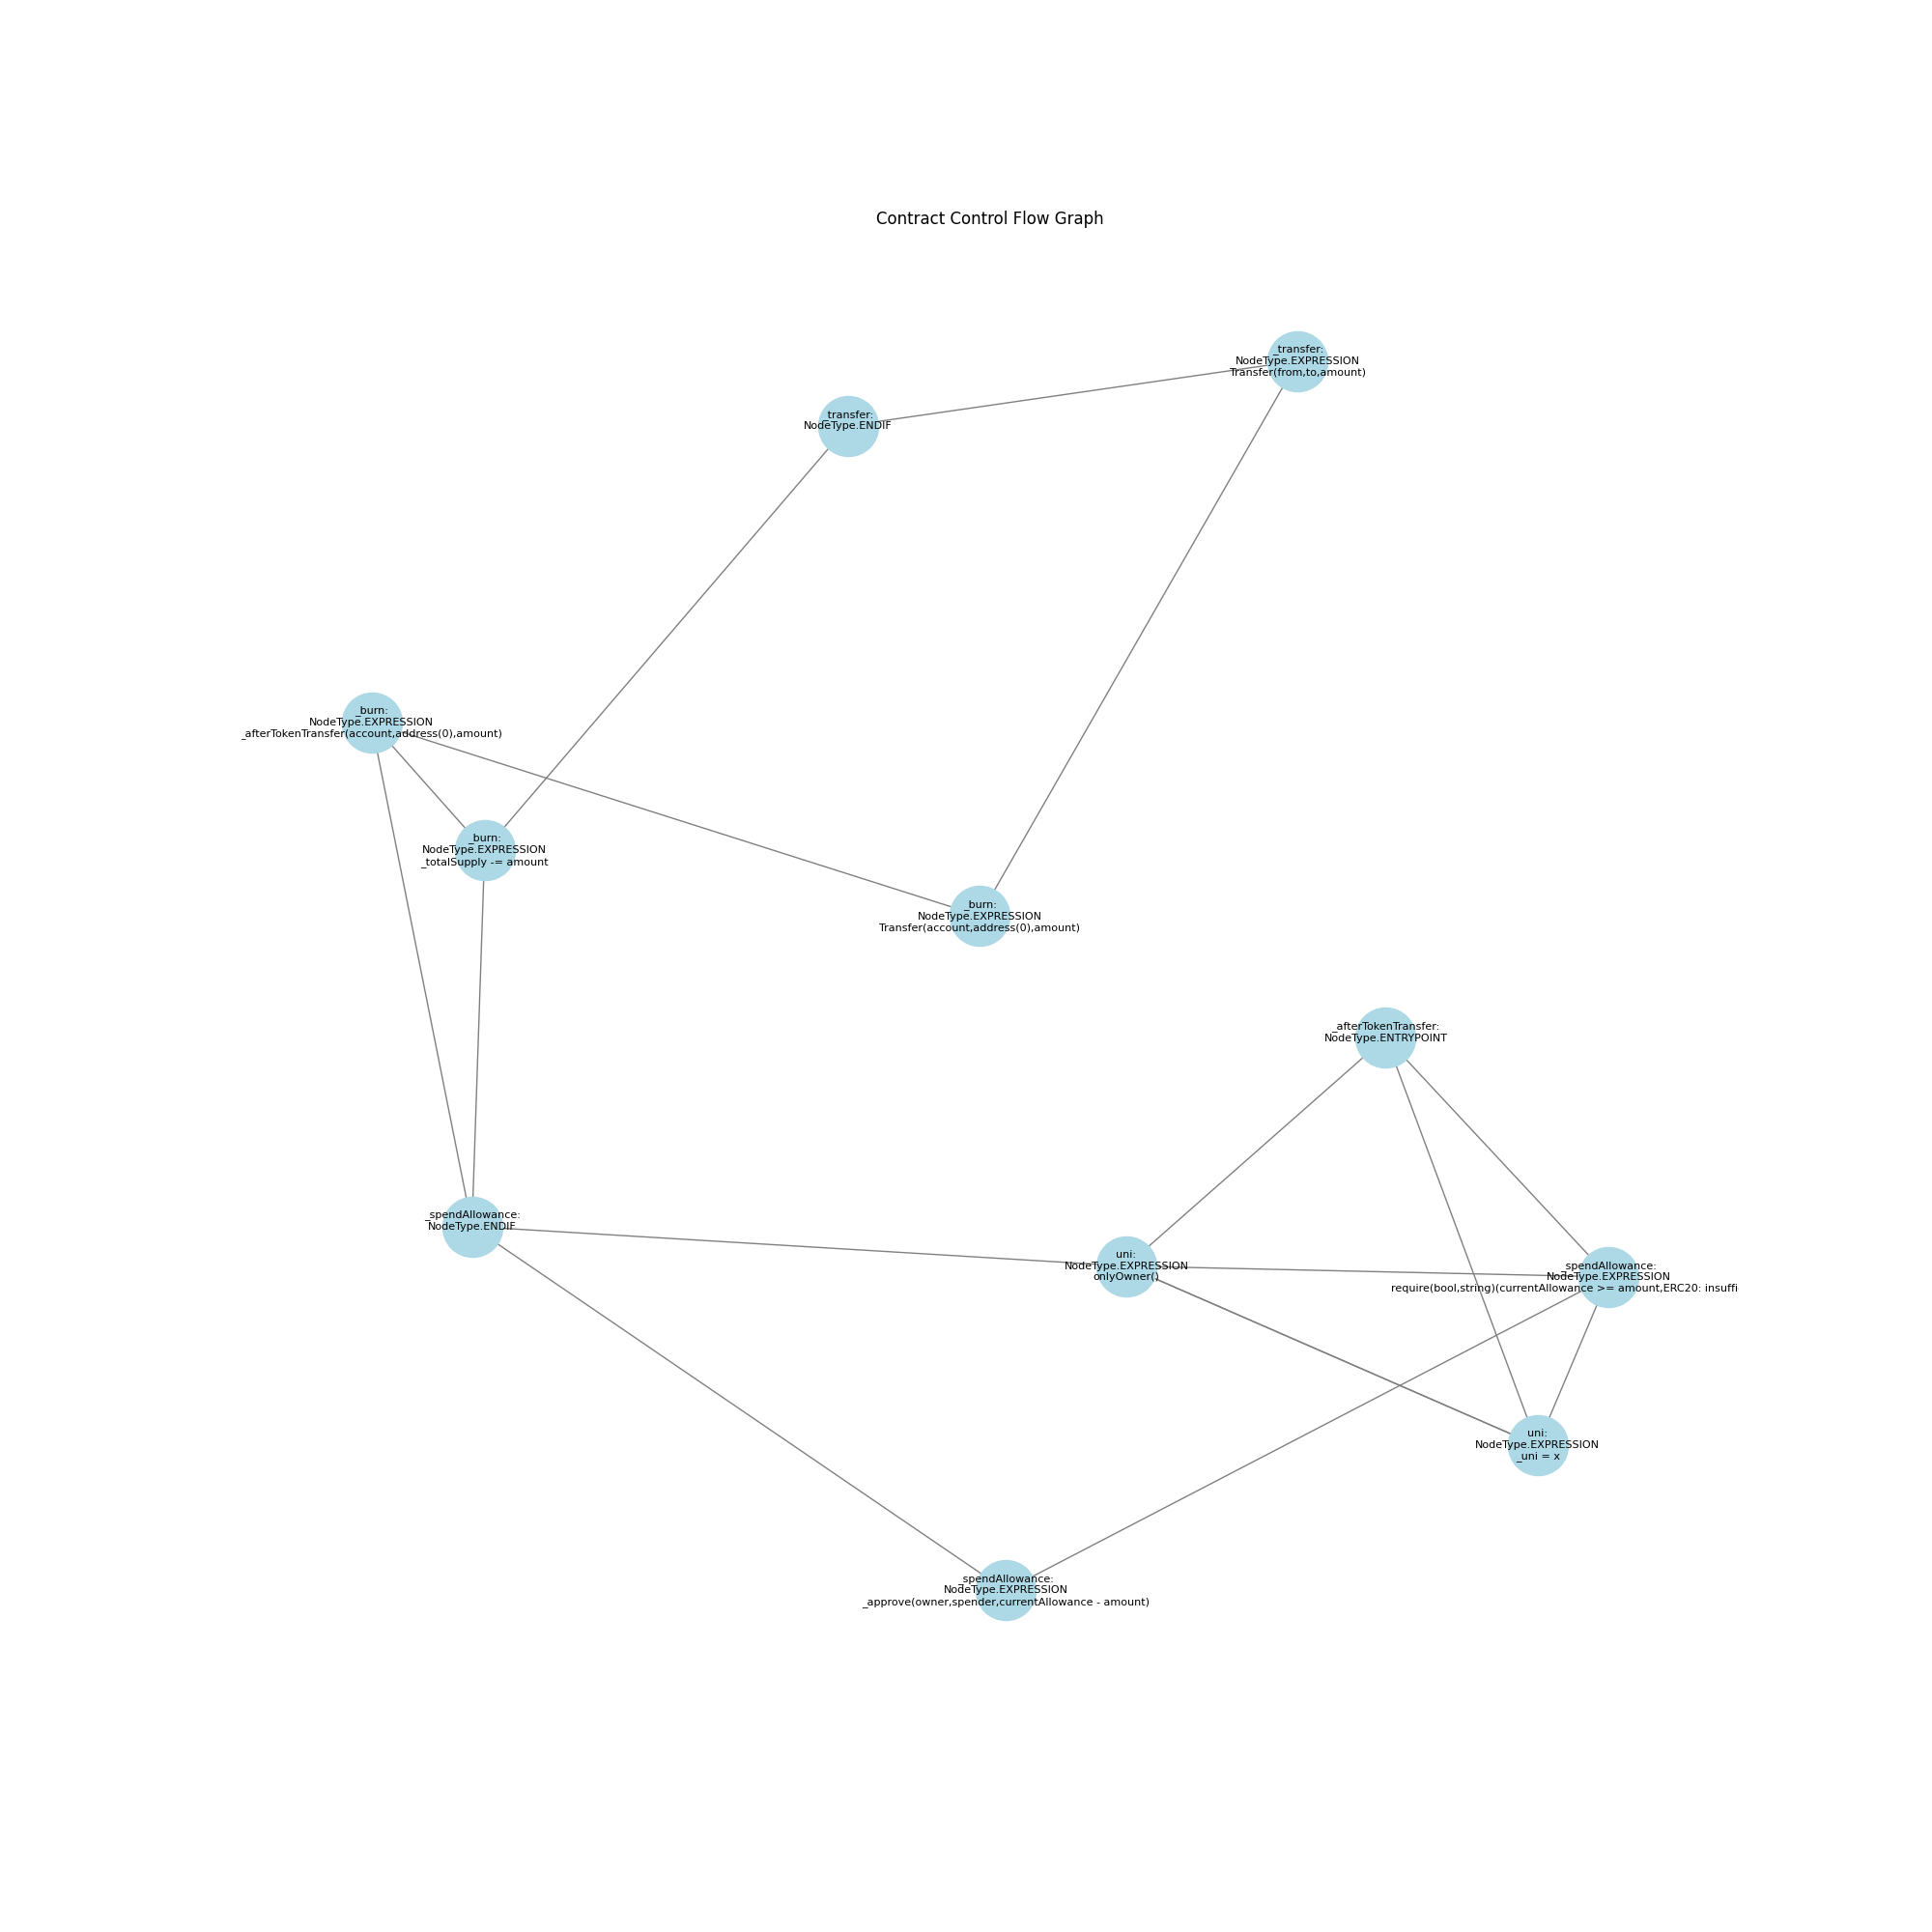 Contract Control Flow Graph
_transfer:
NodeType.EXPRESSION
Transfer(from,to,amount)
_transfer:
NodeType.ENDIF
_burn:
NodeType.EXPRESSION
_afterTokenTransfer(account,address(0),amount)
_burn:
NodeType.EXPRESSION
_totalSupply -= amount
_burn:
NodeType.EXPRESSION
Transfer(account,address(0),amount)
_afterTokenTransfer:
NodeType.ENTRYPOINT
_spendAllowance:
NodeType.ENDIF
uni:
NodeType.EXPRESSION
onlyOwner()
_spendAllowance:
NodeType.EXPRESSION
require(bool,string)(currentAllowance >= amount,ERC20: insuffi
uni:
NodeType.EXPRESSION
_uni = x
_spendAllowance:
NodeType.EXPRESSION
_approve(owner,spender,currentAllowance - amount)